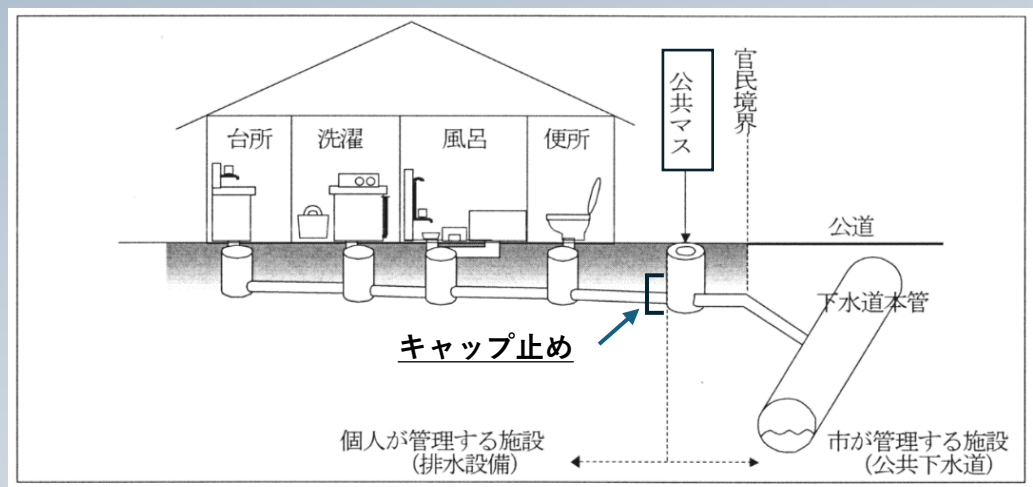 台所
洗濯
風呂
便所
公共マス
官民境界
公道
下水道本管
キャップ止め
個人が管理する施設
(排水設備)
市が管理する施設
(公共下水道)